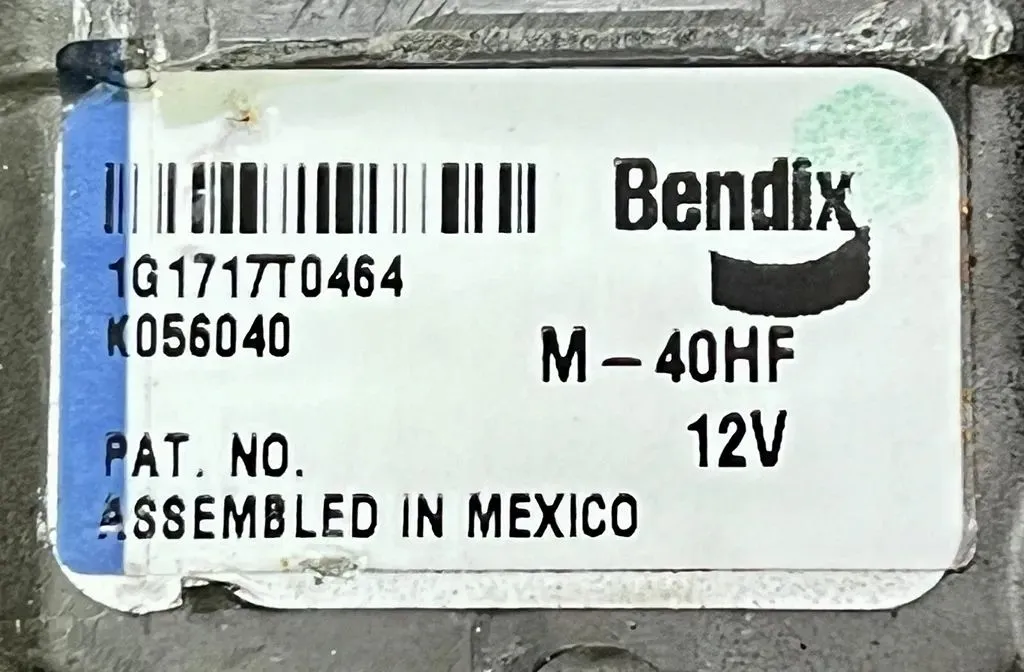 Bendix
1G1717T0464
K056040
M-40HF
12V
PAT. NO.
ASSEMBLED IN MEXICO